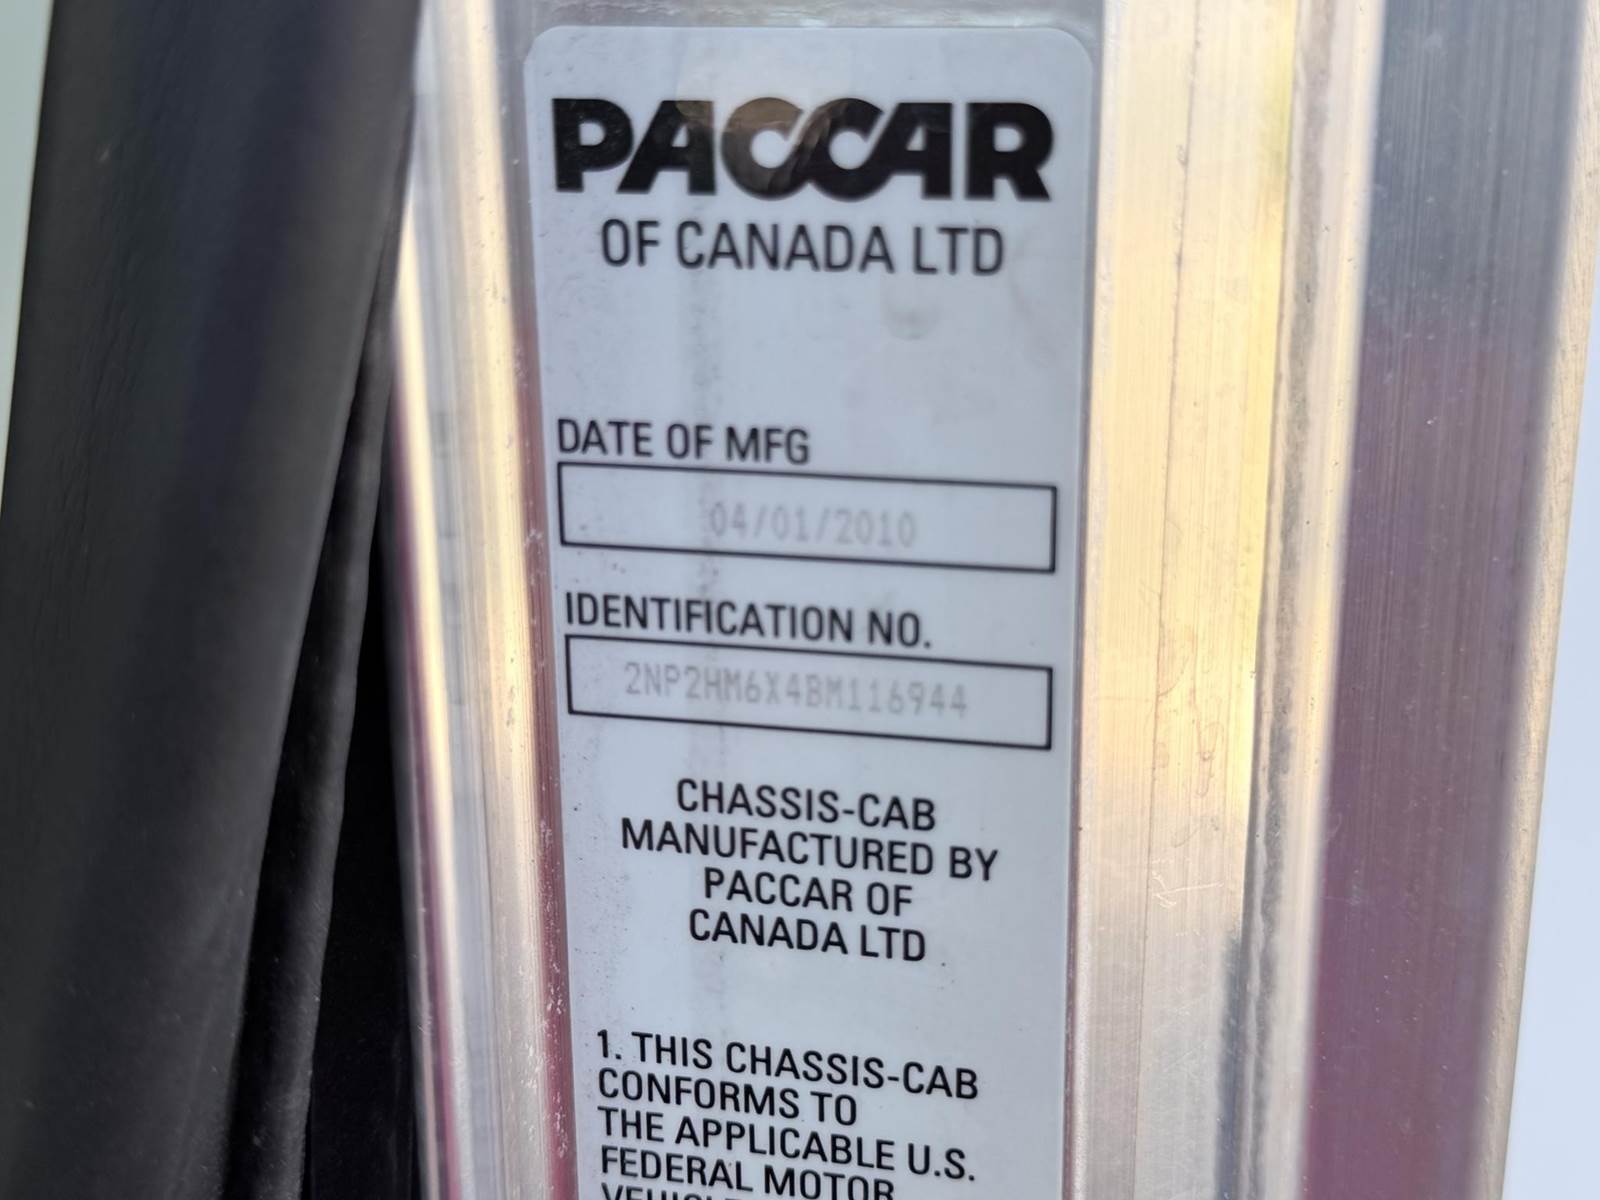 PACCAR
OF CANADA LTD
DATE OF MFG
04/01/2010
IDENTIFICATION NO.
2NP2HM6X4BM116944
CHASSIS-CAB
MANUFACTURED BY
PACCAR OF
CANADA LTD
1. THIS CHASSIS-CAB
CONFORMS TO
THE APPLICABLE U.S.
FEDERAL MOTOR